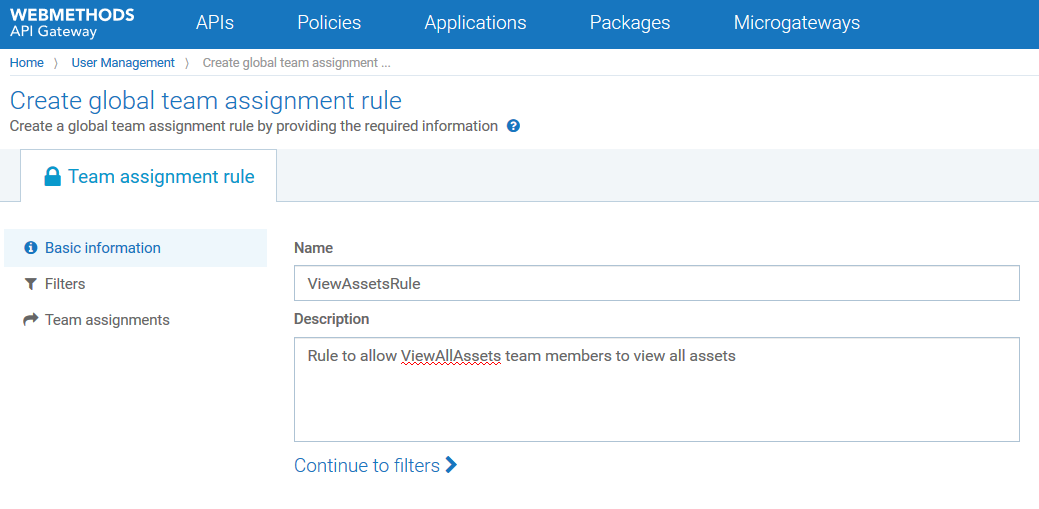 WEBMETHODS
API Gateway
APIs Policies Applications Packages Microgateways
Home 〉 User Management 〉 Create global team assignment ...
Create global team assignment rule
Create a global team assignment rule by providing the required information ?
Team assignment rule
Basic information
Filters
Team assignments
Name
ViewAssetsRule
Description
Rule to allow ViewAllAssets team members to view all assets
Continue to filters